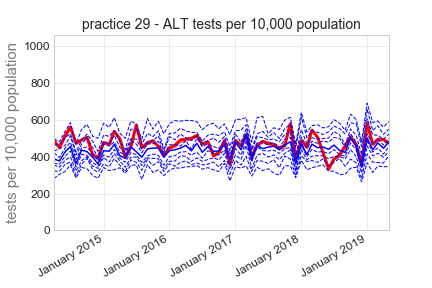 practice 29 - ALT tests per 10,000 population
tests per 10,000 population
1000
800
600
400
200
0
January 2015
January 2016
January 2017
January 2018
January 2019